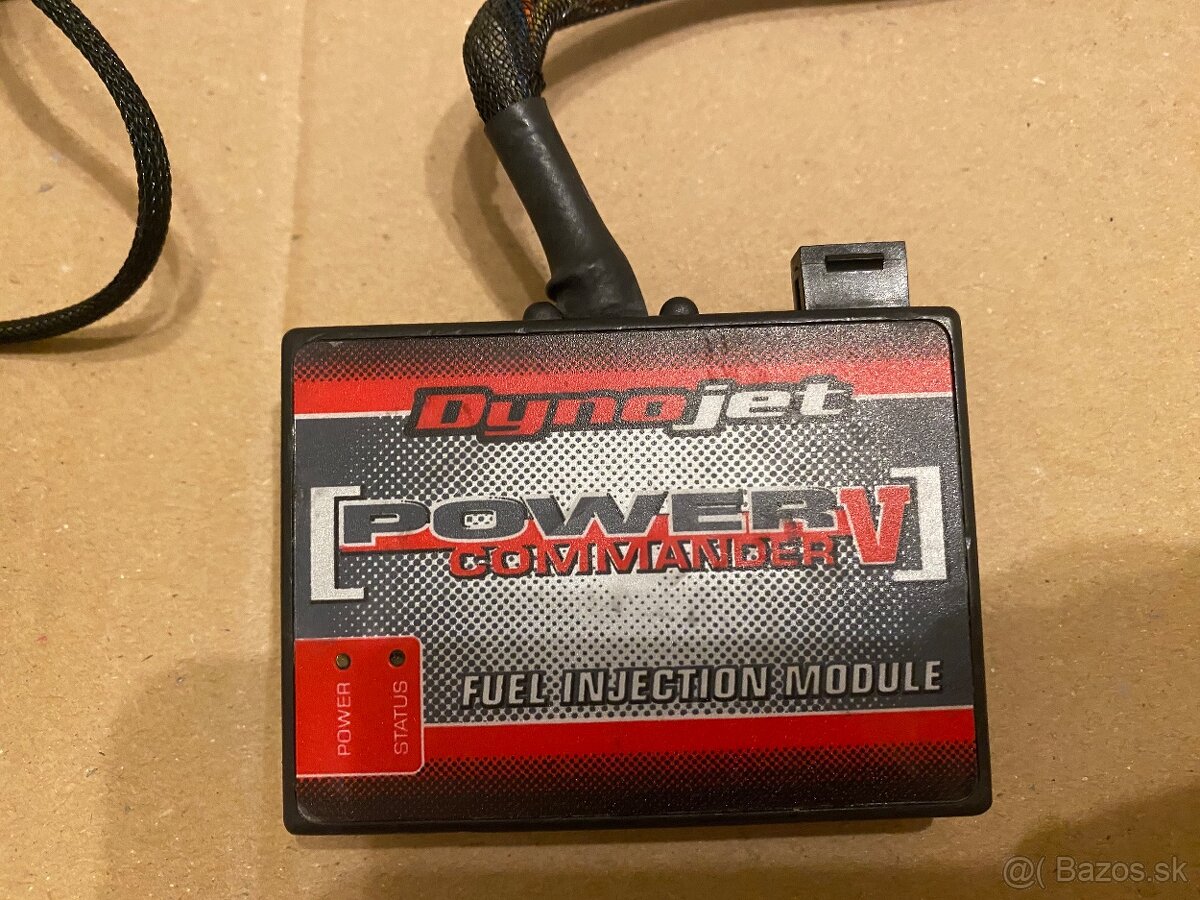 Dynojet
[POWER V]
COMMANDER
FUEL INJECTION MODULE
POWER
STATUS
@( Bazos.sk